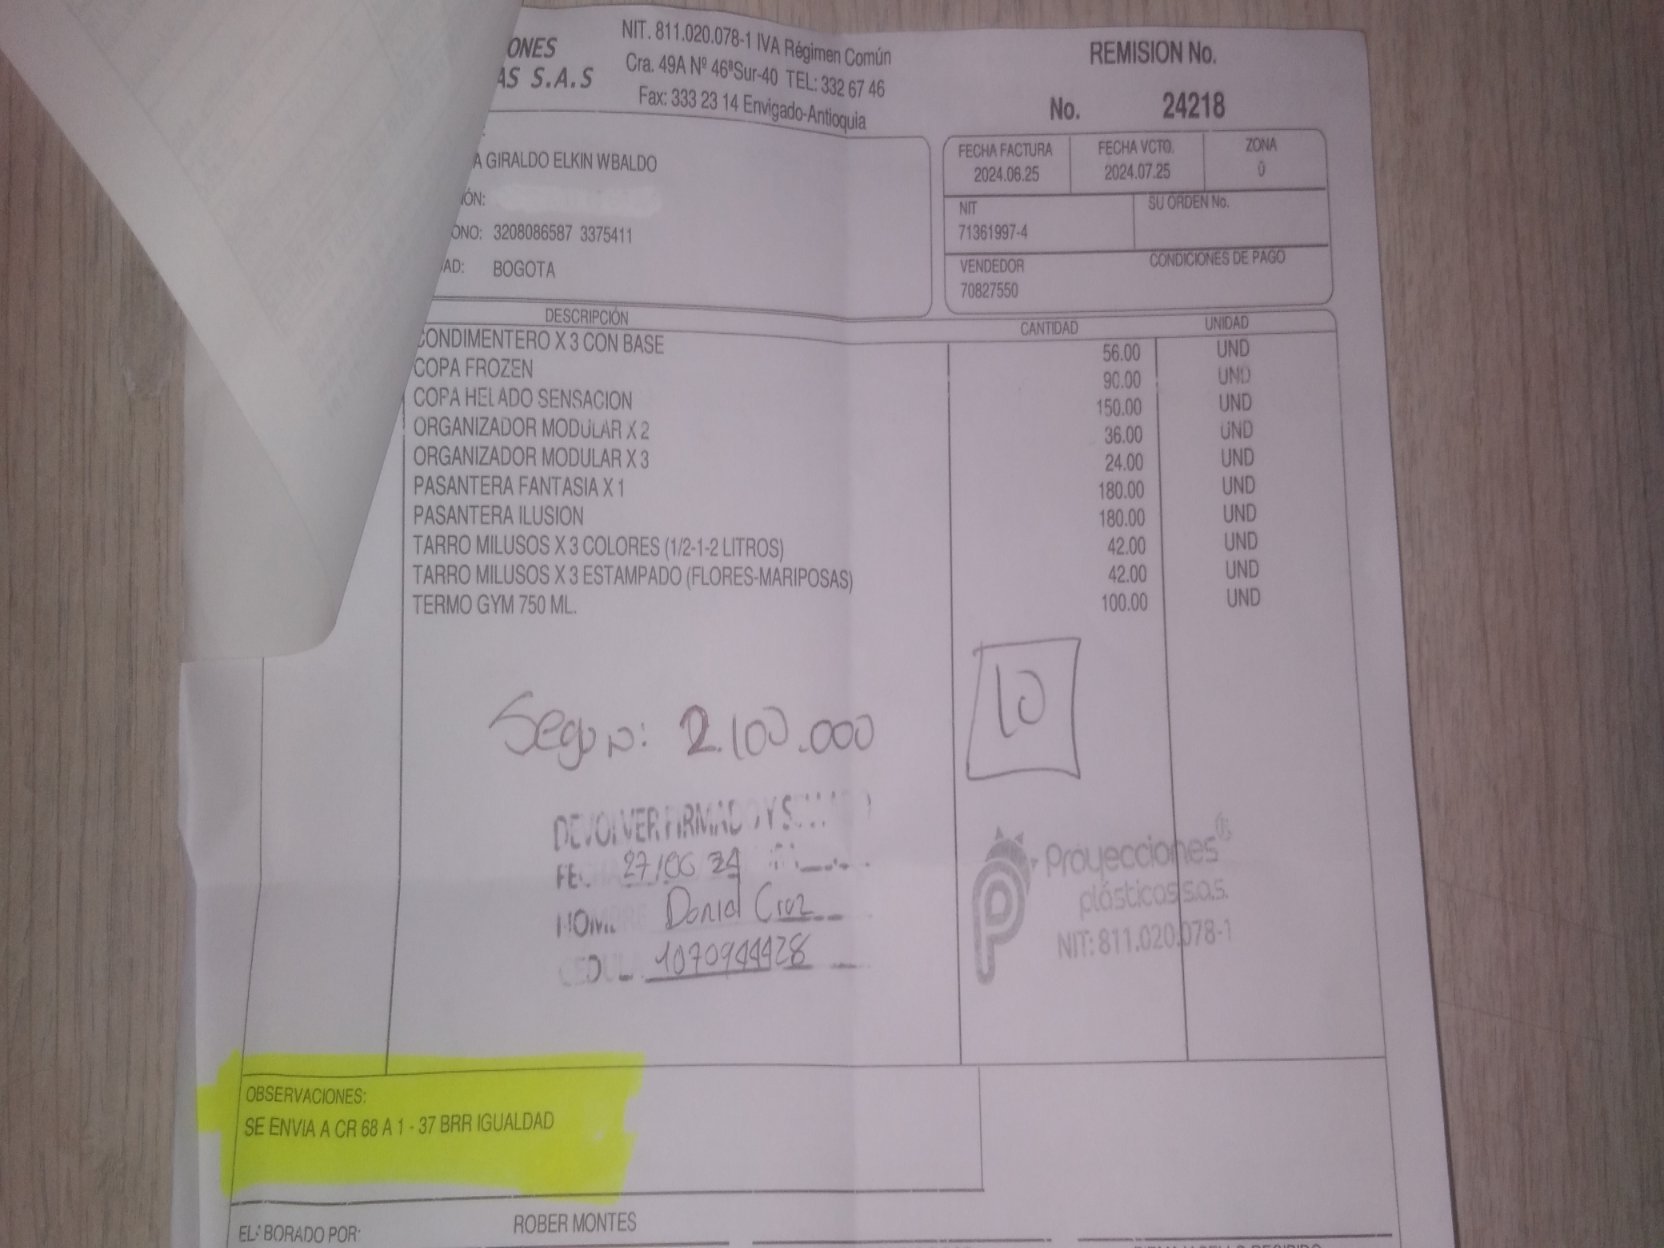 ONES
AS S.A.S
NIT. 811.020.078-1 IVA Régimen Común
Cra. 49A Nº 46ªSur-40 TEL: 332 67 46
Fax: 333 23 14 Envigado-Antioquia
REMISION No.
No. 24218
A GIRALDO ELKIN WBALDO
IÓN:
ONO: 3208086587 3375411
AD: BOGOTA
FECHA FACTURA FECHA VCTO. ZONA
2024.06.25 2024.07.25 0
NIT SU ORDEN No.
71361997-4
VENDEDOR CONDICIONES DE PAGO
70827550
DESCRIPCIÓN CANTIDAD UNIDAD
CONDIMENTERO X 3 CON BASE 56.00 UND
COPA FROZEN 90.00 UND
COPA HELADO SENSACION 150.00 UND
ORGANIZADOR MODULAR X 2 36.00 UND
ORGANIZADOR MODULAR X 3 24.00 UND
PASANTERA FANTASIA X 1 180.00 UND
PASANTERA ILUSION 180.00 UND
TARRO MILUSOS X 3 COLORES (1/2-1-2 LITROS) 42.00 UND
TARRO MILUSOS X 3 ESTAMPADO (FLORES-MARIPOSAS) 42.00 UND
TERMO GYM 750 ML. 100.00 UND
10
Seguro: 2.100.000
DEVOLVER FIRMADO Y
FECHA 27/06 24
NOMBRE Daniel Cruz
CEDUL 1070944428
Proyecciones®
plásticas s.a.s.
NIT: 811.020.078-1
OBSERVACIONES:
SE ENVIA A CR 68 A 1 - 37 BRR IGUALDAD
ELABORADO POR: ROBER MONTES